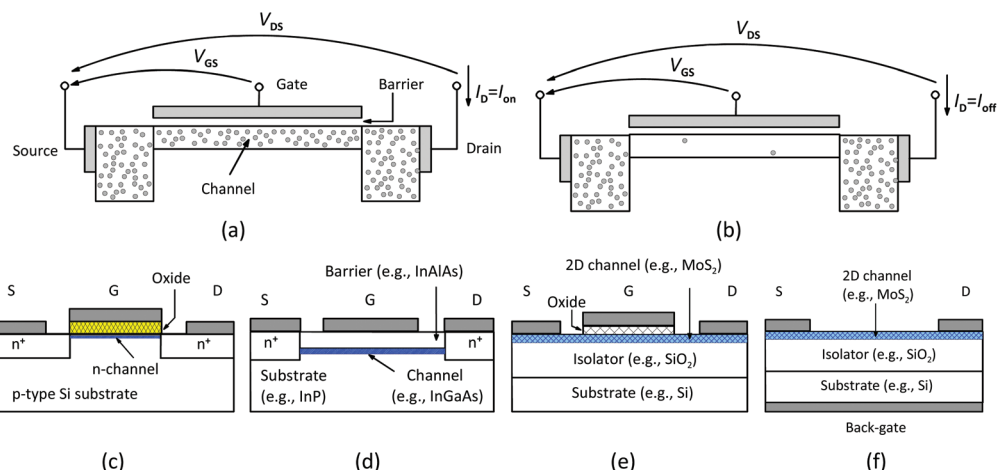 V_DS
V_GS
Gate
Barrier
I_D=I_on
Source
Drain
Channel
(a)
V_DS
V_GS
I_D=I_off
(b)
Oxide
S
G
D
n⁺
n⁺
n-channel
p-type Si substrate
(c)
Barrier (e.g., InAlAs)
S
G
D
n⁺
n⁺
Substrate
(e.g., InP)
Channel
(e.g., InGaAs)
(d)
2D channel (e.g., MoS₂)
S
G
D
Oxide
Isolator (e.g., SiO₂)
Substrate (e.g., Si)
(e)
2D channel
(e.g., MoS₂)
S
D
Isolator (e.g., SiO₂)
Substrate (e.g., Si)
Back-gate
(f)